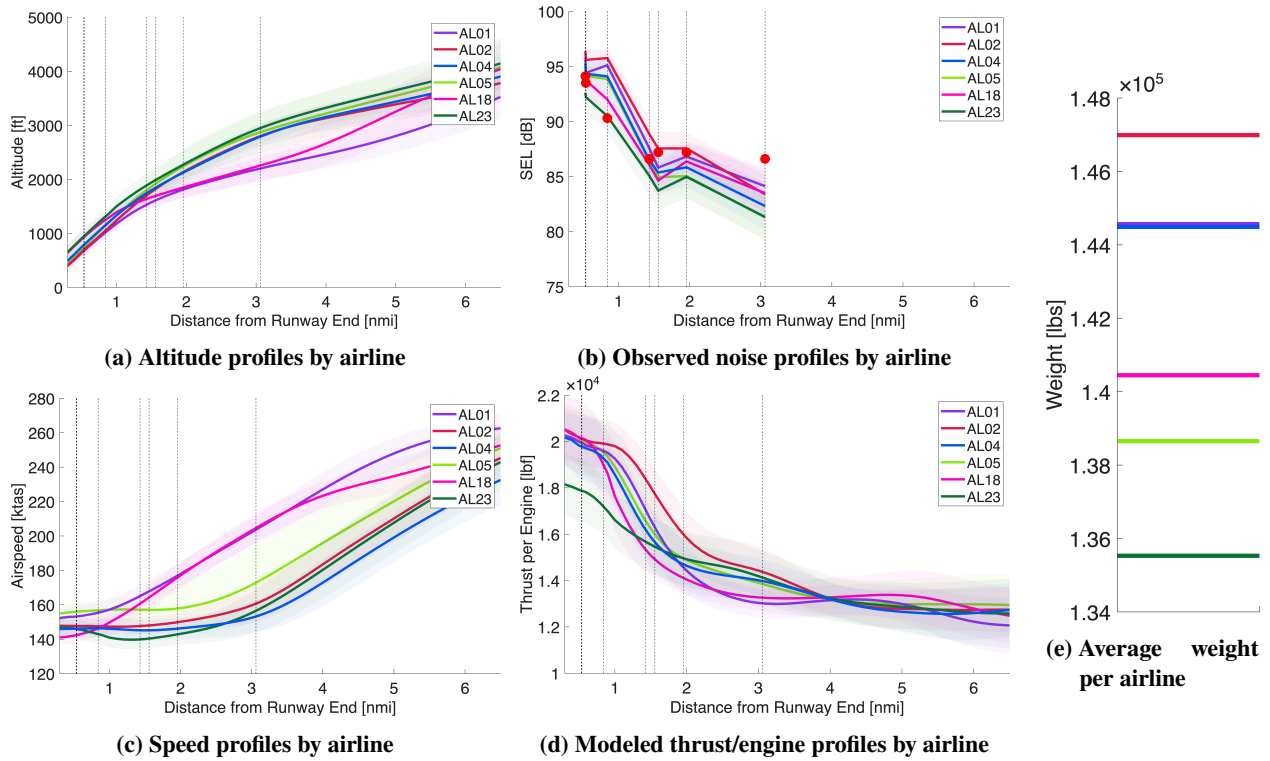 5000
4000
3000
2000
1000
0
Altitude [ft]
1 2 3 4 5 6
Distance from Runway End [nmi]
AL01
AL02
AL04
AL05
AL18
AL23
(a) Altitude profiles by airline
100
95
90
85
80
75
SEL [dB]
1 2 3 4 5 6
Distance from Runway End [nmi]
AL01
AL02
AL04
AL05
AL18
AL23
(b) Observed noise profiles by airline
280
260
240
220
200
180
160
140
120
Airspeed [ktas]
1 2 3 4 5 6
Distance from Runway End [nmi]
AL01
AL02
AL04
AL05
AL18
AL23
(c) Speed profiles by airline
×10⁴
2.2
2
1.8
1.6
1.4
1.2
1
Thrust per Engine [lbf]
1 2 3 4 5 6
Distance from Runway End [nmi]
AL01
AL02
AL04
AL05
AL18
AL23
(d) Modeled thrust/engine profiles by airline
×10⁵
1.48
1.46
1.44
1.42
1.4
1.38
1.36
1.34
Weight [lbs]
(e) Average weight
per airline